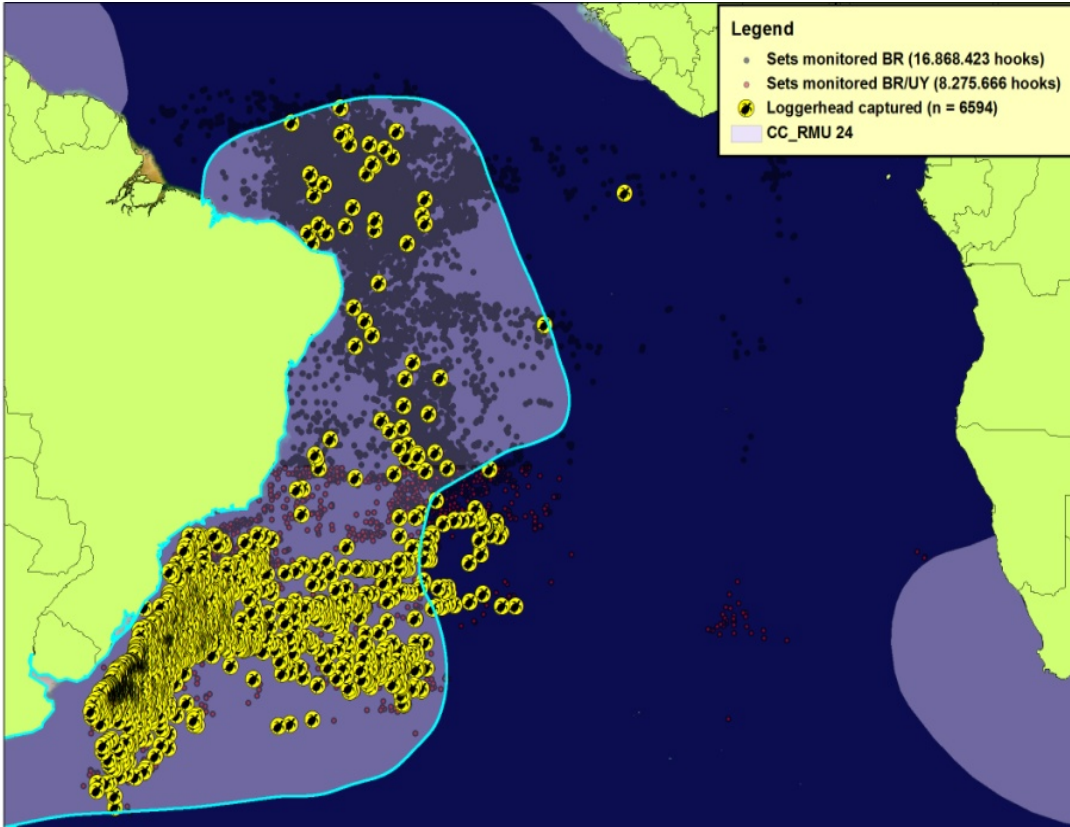 Legend
Sets monitored BR (16.868.423 hooks)
Sets monitored BR/UY (8.275.666 hooks)
Loggerhead captured (n = 6594)
CC_RMU 24